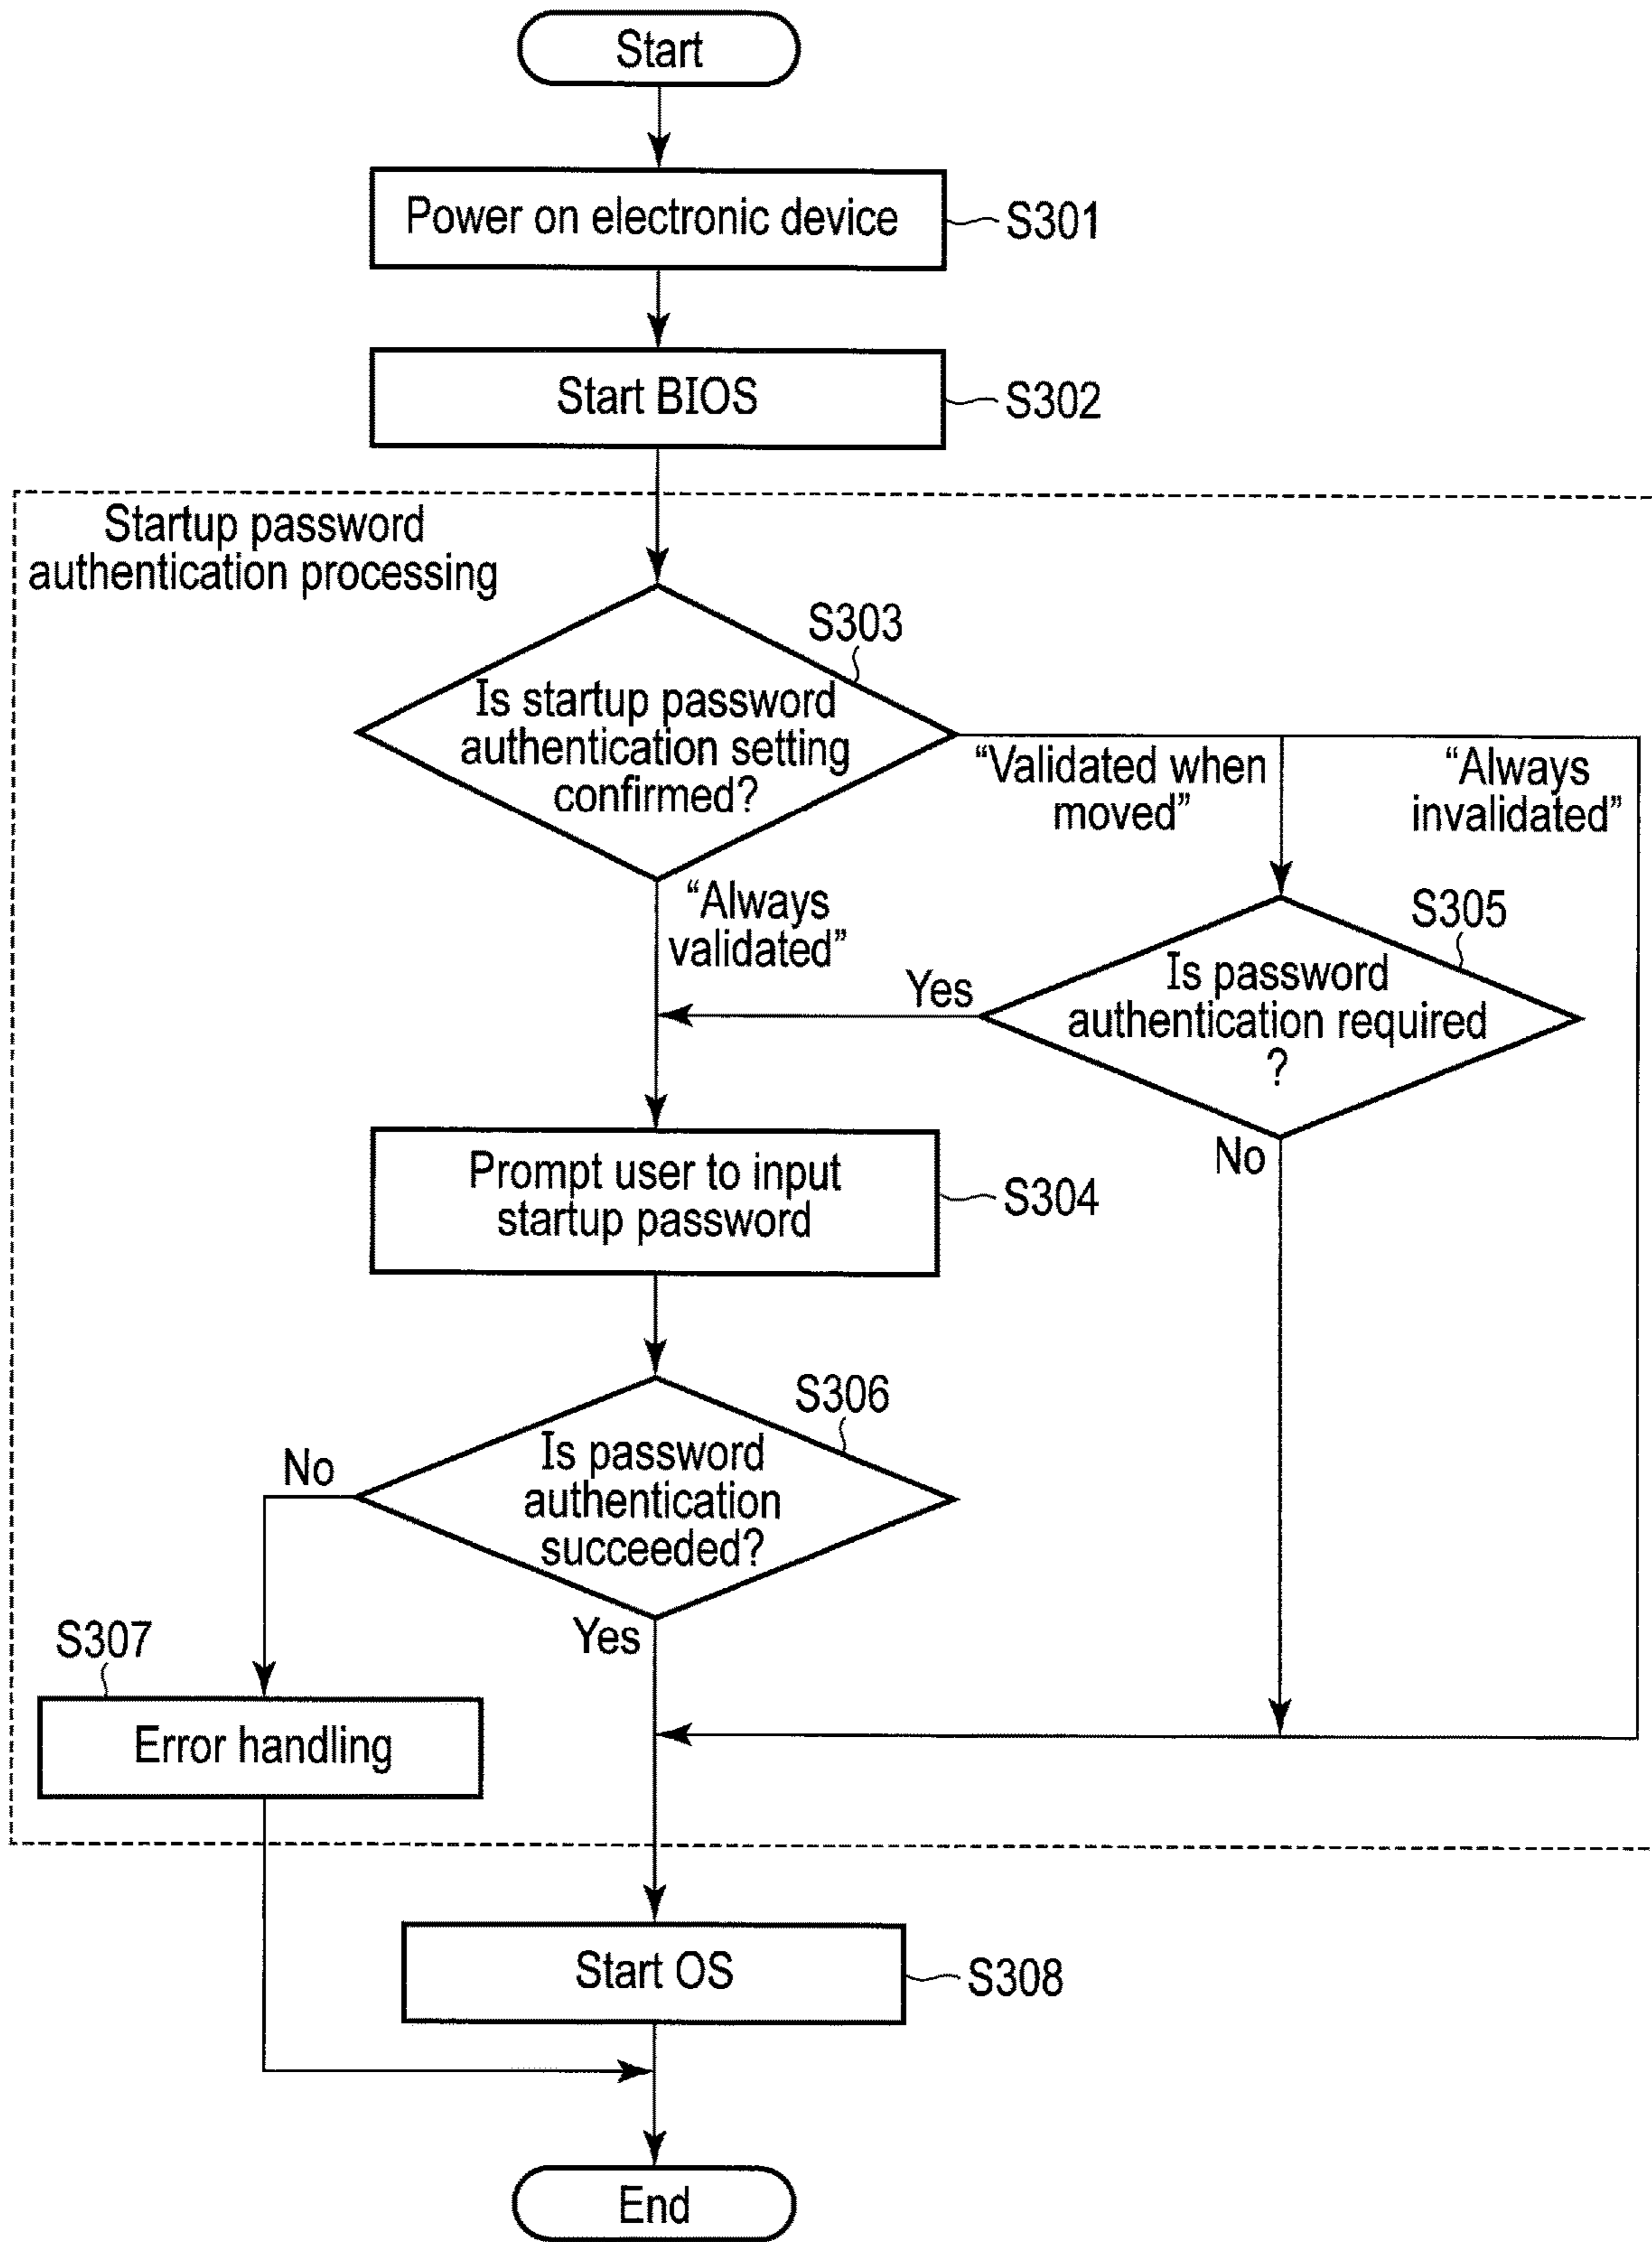 Start
Power on electronic device
S301
Start BIOS
S302
Startup password
authentication processing
S303
Is startup password
authentication setting
confirmed?
“Validated when
moved”
“Always
invalidated”
“Always
validated”
S305
Is password
authentication required
?
Yes
No
Prompt user to input
startup password
S304
S306
Is password
authentication
succeeded?
No
Yes
S307
Error handling
Start OS
S308
End